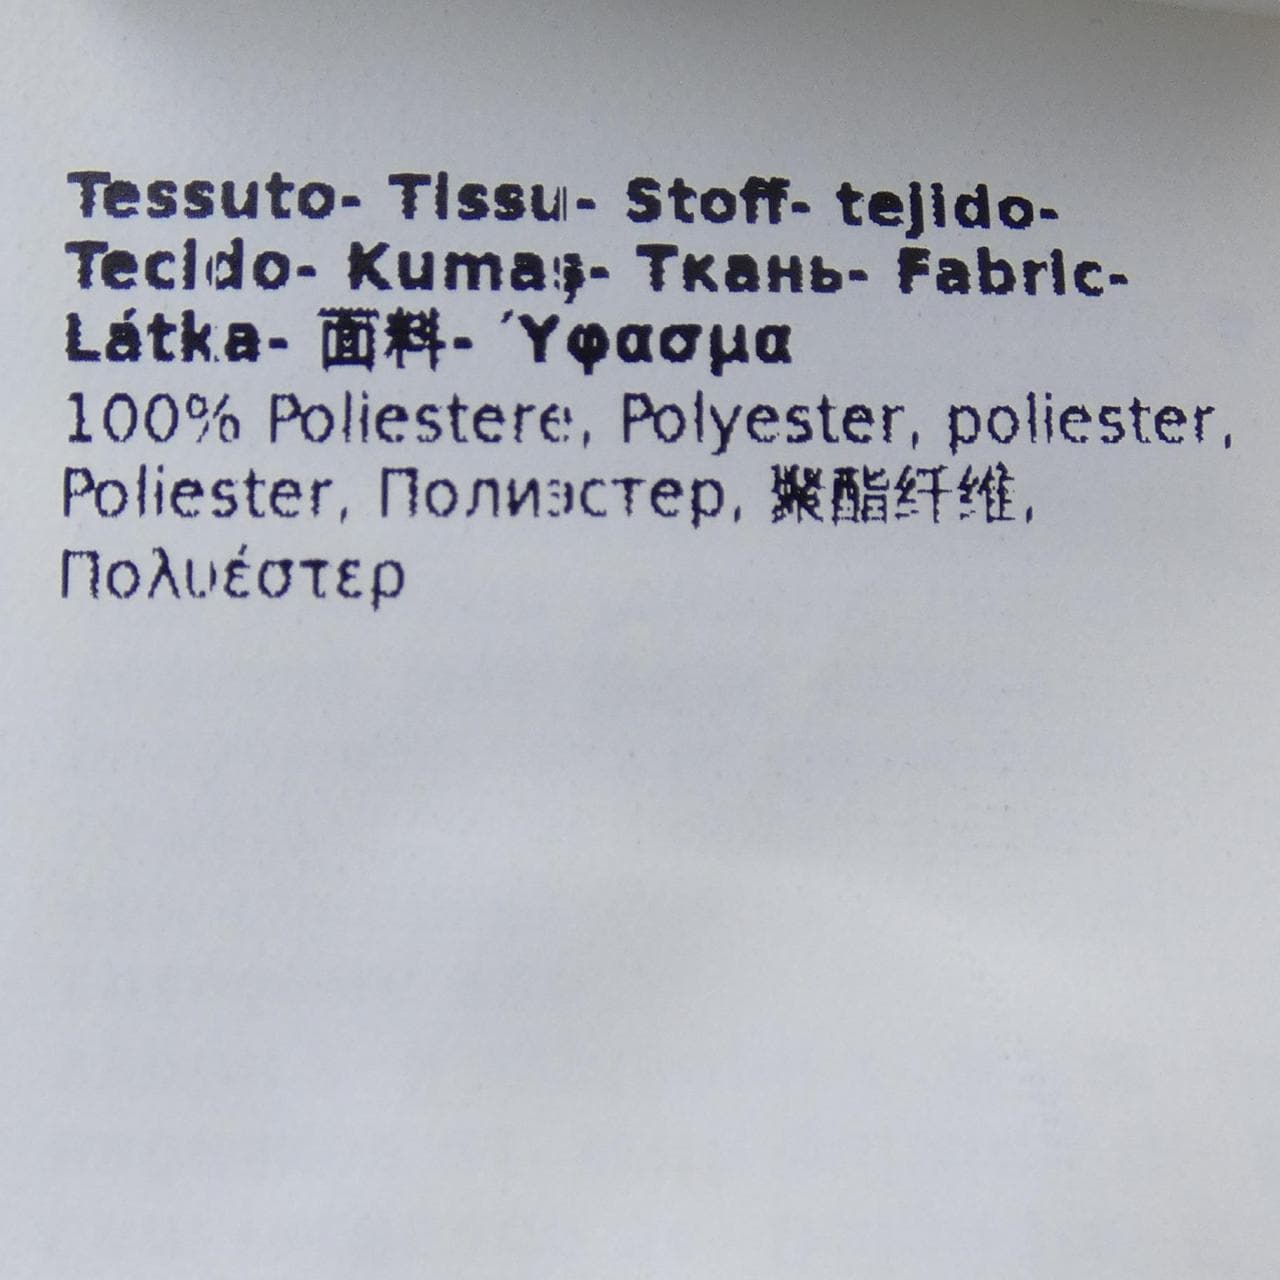 Tessuto- Tissu- Stoff- tejido-
Tecido- Kumaş- Ткань- Fabric-
Látka- 面料- Ύφασμα
100% Poliestere, Polyester, poliester,
Poliester, Полиэстер, 聚酯纤维,
Πολυέστερ